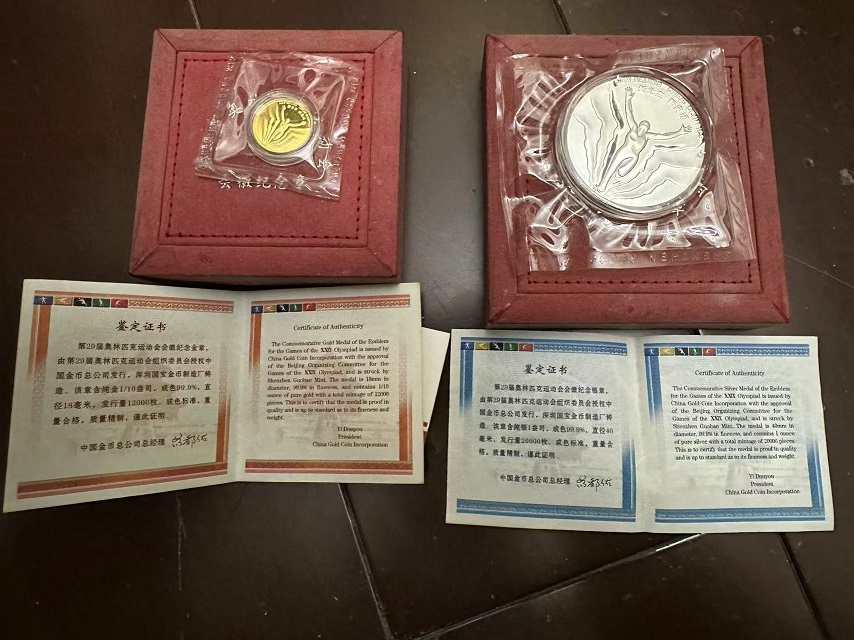 会徽纪念章
鉴定证书
第29届奥林匹克运动会会徽纪念金章,
由第29届奥林匹克运动会组织委员会授权中
国金币总公司发行，深圳国宝金币制造厂铸
造。该章含纯金1/10盎司，成色99.9%，直
径18毫米，发行量12000枚。成色标准，重
量合格，质量精制，谨此证明。
中国金币总公司总经理
Certificate of Authenticity
The Commemorative Gold Medal of the Emblem
for the Games of the XXIX Olympiad is issued by
China Gold Coin Incorporation with the approval
of the Beijing Organizing Committee for the
Games of the XXIX Olympiad, and is struck by
Shenzhen Guobao Mint. The medal is 18mm in
diameter, 99.9% in fineness, and contains 1/10
ounce of pure gold with a total mintage of 12000
pieces. This is to certify that the medal is proof in
quality and is up to standard as to its fineness and
weight.
Yi Douyou
President
China Gold Coin Incorporation
鉴定证书
第29届奥林匹克运动会会徽纪念银章,
由第29届奥林匹克运动会组织委员会授权中
国金币总公司发行，深圳国宝金币制造厂铸
造。该章含纯银1盎司，成色99.9%，直径40
毫米，发行量20000枚。成色标准，重量合
格，质量精制，谨此证明。
中国金币总公司总经理
Certificate of Authenticity
The Commemorative Silver Medal of the Emblem
for the Games of the XXIX Olympiad is issued by
China Gold Coin Incorporation with the approval
of the Beijing Organizing Committee for the
Games of the XXIX Olympiad, and is struck by
Shenzhen Guobao Mint. The medal is 40mm in
diameter, 99.9% in fineness, and contains 1 ounce
of pure silver with a total mintage of 20000 pieces.
This is to certify that the medal is proof in quality
and is up to standard as to its fineness and weight.
Yi Douyou
President
China Gold Coin Incorporation